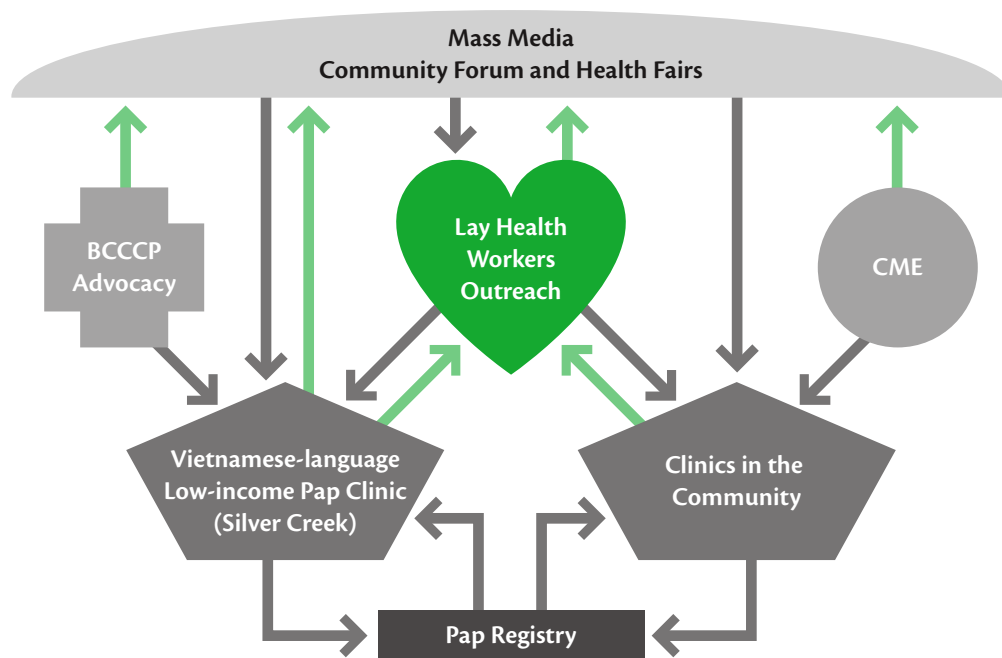 Mass Media
Community Forum and Health Fairs
BCCCP
Advocacy
Lay Health
Workers
Outreach
CME
Vietnamese-language
Low-income Pap Clinic
(Silver Creek)
Clinics in the
Community
Pap Registry